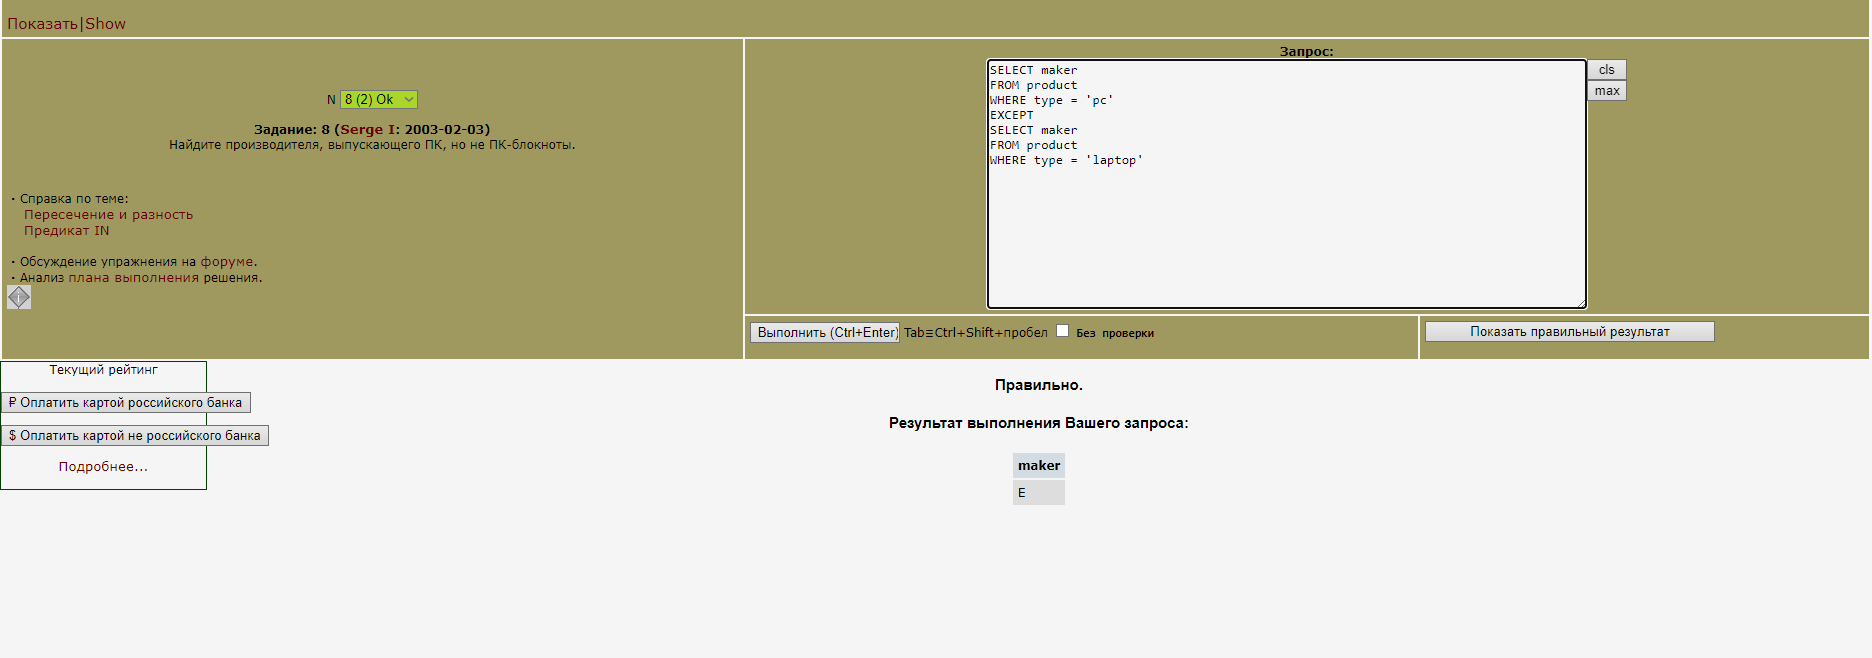 Показать|Show
N 8 (2) Ok
Задание: 8 (Serge I: 2003-02-03)
Найдите производителя, выпускающего ПК, но не ПК-блокноты.
· Справка по теме:
Пересечение и разность
Предикат IN
· Обсуждение упражнения на форуме.
· Анализ плана выполнения решения.
Запрос:
SELECT maker
FROM product
WHERE type = 'pc'
EXCEPT
SELECT maker
FROM product
WHERE type = 'laptop'
cls
max
Выполнить (Ctrl+Enter) Tab≡Ctrl+Shift+пробел Без проверки
Показать правильный результат
Текущий рейтинг
₽ Оплатить картой российского банка
$ Оплатить картой не российского банка
Подробнее...
Правильно.
Результат выполнения Вашего запроса:
maker
E